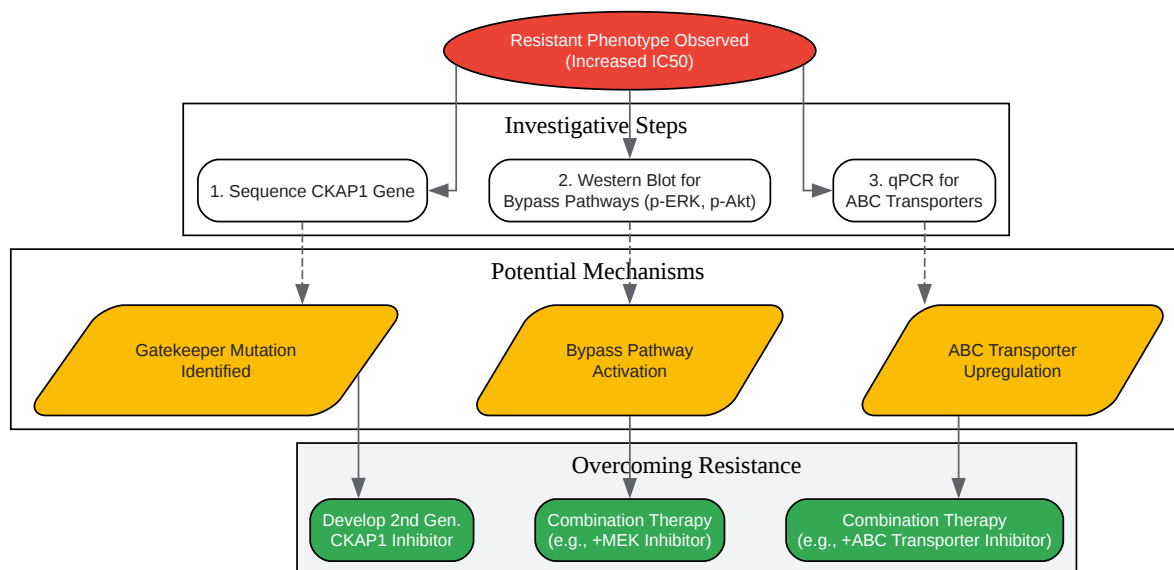 Resistant Phenotype Observed
(Increased IC50)
Investigative Steps
1. Sequence CKAP1 Gene
2. Western Blot for
Bypass Pathways (p-ERK, p-Akt)
3. qPCR for
ABC Transporters
Potential Mechanisms
Gatekeeper Mutation
Identified
Bypass Pathway
Activation
ABC Transporter
Upregulation
Overcoming Resistance
Develop 2nd Gen.
CKAP1 Inhibitor
Combination Therapy
(e.g., +MEK Inhibitor)
Combination Therapy
(e.g., +ABC Transporter Inhibitor)